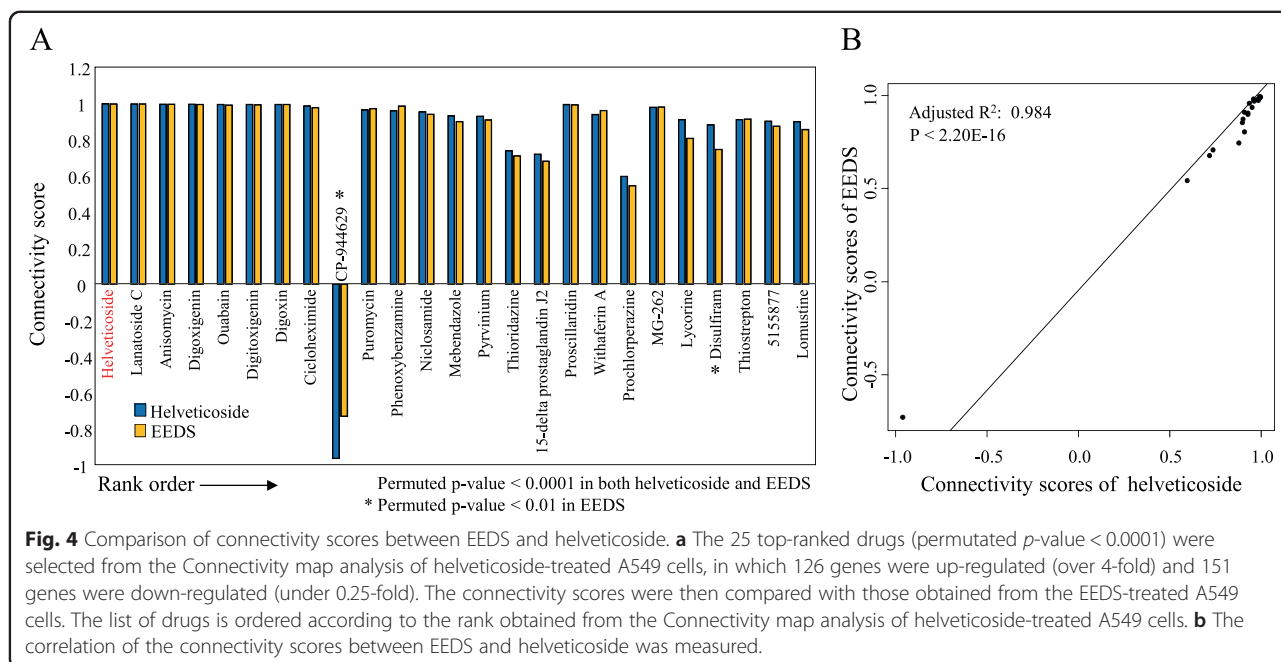 A
Connectivity score
1.2
1
0.8
0.6
0.4
0.2
0
-0.2
-0.4
-0.6
-0.8
-1
Helveticoside
Lanatoside C
Anisomycin
Digoxigenin
Ouabain
Digitoxigenin
Digoxin
Cicloheximide
CP-944629 *
Puromycin
Phenoxybenzamine
Niclosamide
Mebendazole
Pyrvinium
Thioridazine
15-delta prostaglandin J2
Proscillaridin
Withaferin A
Prochlorperazine
MG-262
Lycorine
* Disulfiram
Thiostrepton
5155877
Lomustine
Helveticoside
EEDS
Rank order
Permuted p-value < 0.0001 in both helveticoside and EEDS
* Permuted p-value < 0.01 in EEDS
B
Adjusted R²: 0.984
P < 2.20E-16
Connectivity scores of EEDS
1.0
0.5
-0.0
-0.5
-1.0
-0.5
0.0
0.5
1.0
Connectivity scores of helveticoside
Fig. 4 Comparison of connectivity scores between EEDS and helveticoside. a The 25 top-ranked drugs (permutated p-value < 0.0001) were
selected from the Connectivity map analysis of helveticoside-treated A549 cells, in which 126 genes were up-regulated (over 4-fold) and 151
genes were down-regulated (under 0.25-fold). The connectivity scores were then compared with those obtained from the EEDS-treated A549
cells. The list of drugs is ordered according to the rank obtained from the Connectivity map analysis of helveticoside-treated A549 cells. b The
correlation of the connectivity scores between EEDS and helveticoside was measured.